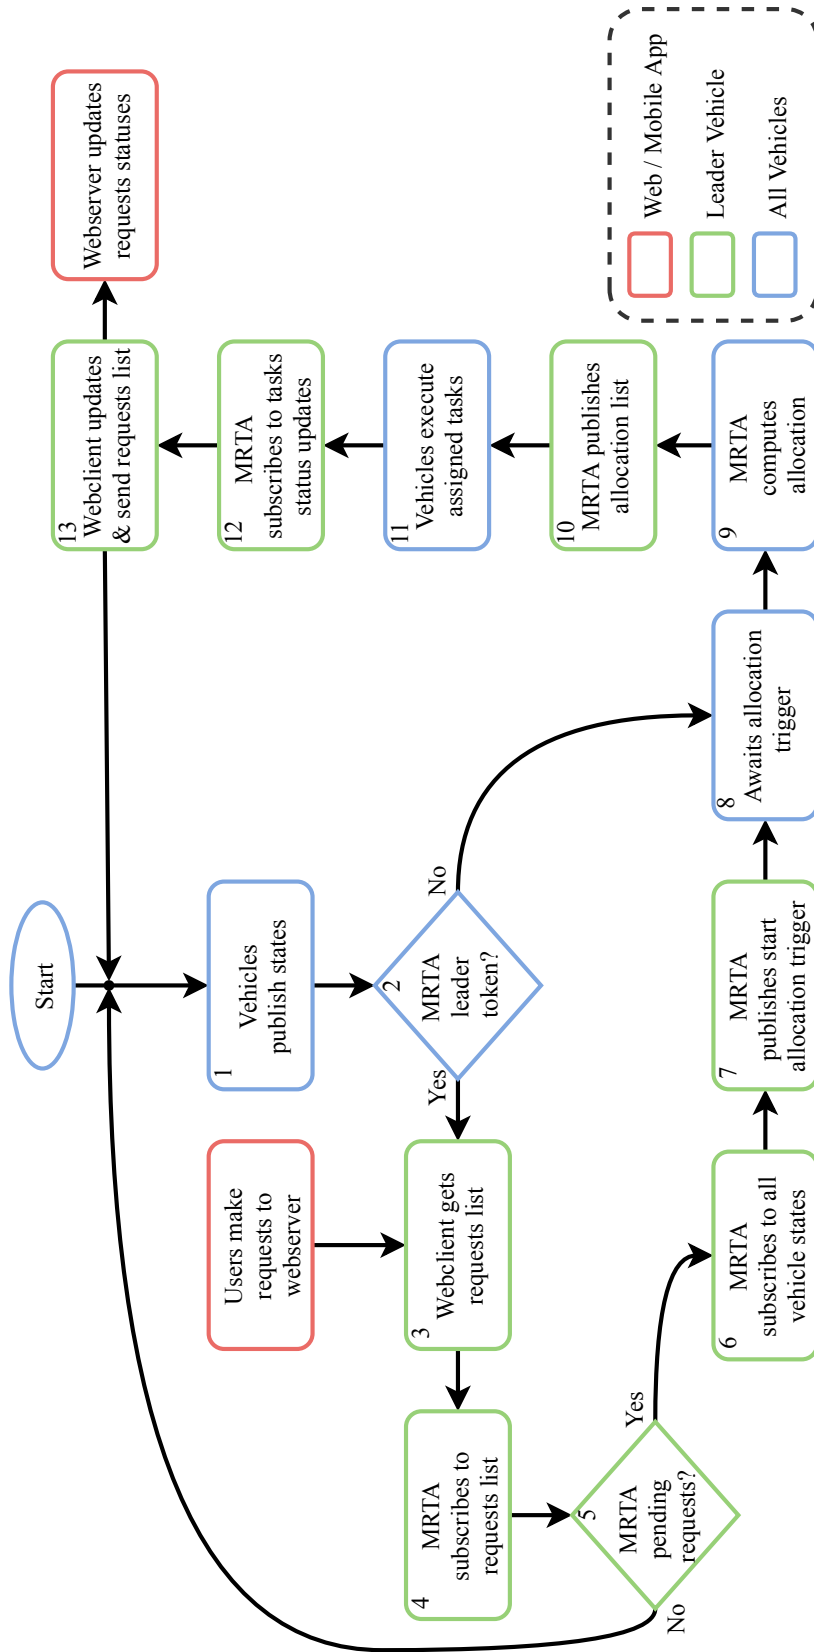 Start
1
Vehicles
publish states
2
MRTA
leader
token?
Yes
No
Users make
requests to
webserver
3
Webclient gets
requests list
4
MRTA
subscribes to
requests list
5
MRTA
pending
requests?
No
Yes
6
MRTA
subscribes to all
vehicle states
7
MRTA
publishes start
allocation trigger
8
Awaits allocation
trigger
9
MRTA
computes
allocation
10
MRTA publishes
allocation list
11
Vehicles execute
assigned tasks
12
MRTA
subscribes to tasks
status updates
13
Webclient updates
& send requests list
Webserver updates
requests statuses
Web / Mobile App
Leader Vehicle
All Vehicles